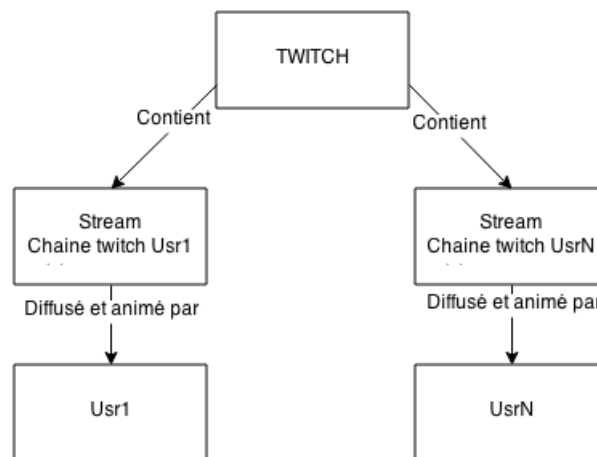 TWITCH
Contient
Contient
Stream
Chaine twitch Usr1
Stream
Chaine twitch UsrN
Diffusé et animé par
Diffusé et animé par
Usr1
UsrN